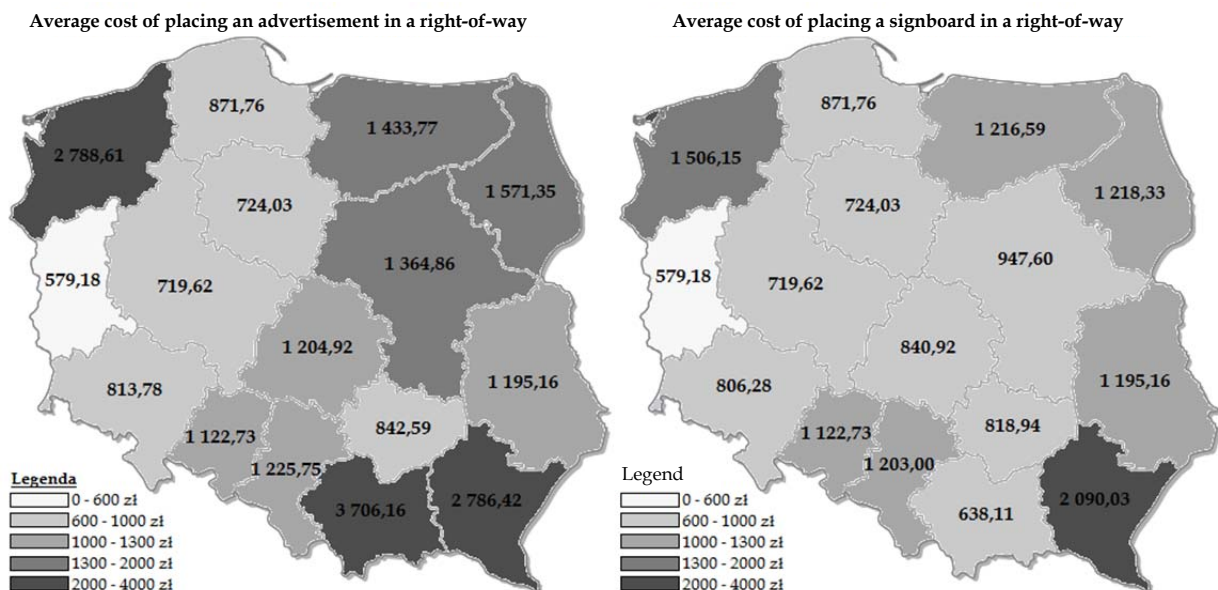 Average cost of placing an advertisement in a right-of-way
871,76
1 433,77
2 788,61
1 571,35
724,03
1 364,86
579,18
719,62
1 204,92
1 195,16
813,78
842,59
1 122,73
1 225,75
3 706,16
2 786,42
Legenda
0 - 600 zł
600 - 1000 zł
1000 - 1300 zł
1300 - 2000 zł
2000 - 4000 zł
Average cost of placing a signboard in a right-of-way
871,76
1 216,59
1 506,15
1 218,33
724,03
947,60
579,18
719,62
840,92
1 195,16
806,28
818,94
1 122,73
1 203,00
638,11
2 090,03
Legend
0 - 600 zł
600 - 1000 zł
1000 - 1300 zł
1300 - 2000 zł
2000 - 4000 zł